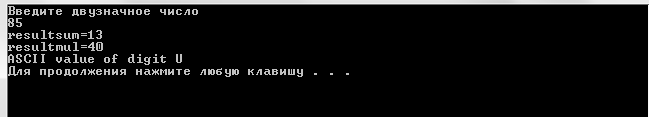 Введите двузначное число
85
resultsum=13
resultmul=40
ASCII value of digit U
Для продолжения нажмите любую клавишу . . .